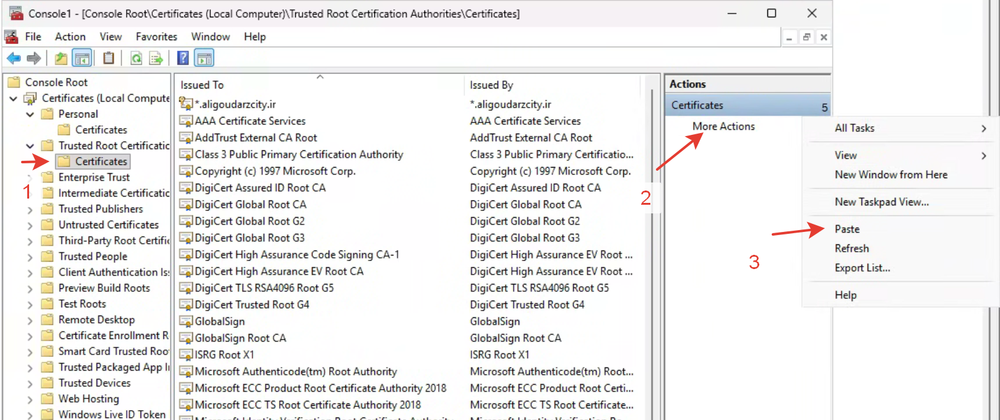 Console1 - [Console Root\Certificates (Local Computer)\Trusted Root Certification Authorities\Certificates]
File Action View Favorites Window Help
Console Root
Certificates (Local Compute
Personal
Certificates
Trusted Root Certificatic
Certificates
1
Enterprise Trust
Intermediate Certificatic
Trusted Publishers
Untrusted Certificates
Third-Party Root Certific
Trusted People
Client Authentication Is
Preview Build Roots
Test Roots
Remote Desktop
Certificate Enrollment R
Smart Card Trusted Roo
Trusted Packaged App I
Trusted Devices
Web Hosting
Windows Live ID Token
Issued To Issued By
*.aligoudarzcity.ir *.aligoudarzcity.ir
AAA Certificate Services AAA Certificate Services
AddTrust External CA Root AddTrust External CA Root
Class 3 Public Primary Certification Authority Class 3 Public Primary Certificatio...
Copyright (c) 1997 Microsoft Corp. Copyright (c) 1997 Microsoft Corp.
DigiCert Assured ID Root CA DigiCert Assured ID Root CA
DigiCert Global Root CA DigiCert Global Root CA
DigiCert Global Root G2 DigiCert Global Root G2
DigiCert Global Root G3 DigiCert Global Root G3
DigiCert High Assurance Code Signing CA-1 DigiCert High Assurance EV Root ...
DigiCert High Assurance EV Root CA DigiCert High Assurance EV Root ...
DigiCert TLS RSA4096 Root G5 DigiCert TLS RSA4096 Root G5
DigiCert Trusted Root G4 DigiCert Trusted Root G4
GlobalSign GlobalSign
GlobalSign Root CA GlobalSign Root CA
ISRG Root X1 ISRG Root X1
Microsoft Authenticode(tm) Root Authority Microsoft Authenticode(tm) Root...
Microsoft ECC Product Root Certificate Authority 2018 Microsoft ECC Product Root Certi...
Microsoft ECC TS Root Certificate Authority 2018 Microsoft ECC TS Root Certificate...
Microsoft Identity Verification Root Certificate Authority
Actions
Certificates 5
More Actions
2
All Tasks
View
New Window from Here
New Taskpad View...
Paste
3
Refresh
Export List...
Help